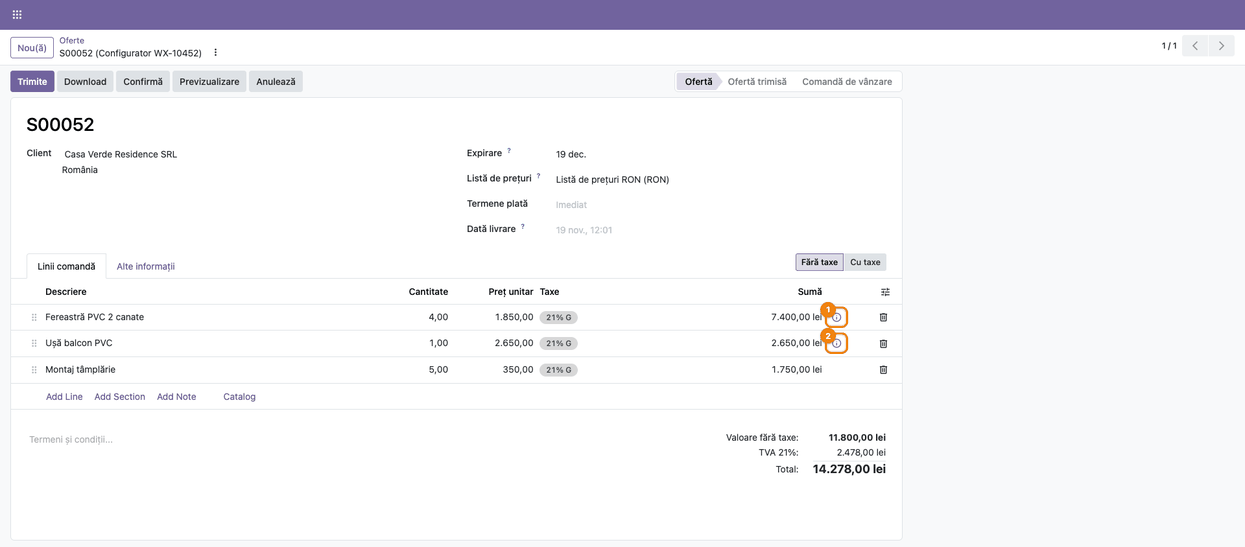 Nou(ă)
Oferte
S00052 (Configurator WX-10452)
1 / 1
Trimite Download Confirmă Previzualizare Anulează
Ofertă Ofertă trimisă Comandă de vânzare
S00052
Client Casa Verde Residence SRL
România
Expirare ? 19 dec.
Listă de prețuri ? Listă de prețuri RON (RON)
Termene plată Imediat
Dată livrare ? 19 nov., 12:01
Linii comandă Alte informații
Fără taxe Cu taxe
Descriere Cantitate Preț unitar Taxe Sumă
Fereastră PVC 2 canate 4,00 1.850,00 21% G 7.400,00 lei 1
Ușă balcon PVC 1,00 2.650,00 21% G 2.650,00 lei 2
Montaj tâmplărie 5,00 350,00 21% G 1.750,00 lei
Add Line Add Section Add Note Catalog
Termeni și condiții...
Valoare fără taxe: 11.800,00 lei
TVA 21%: 2.478,00 lei
Total: 14.278,00 lei